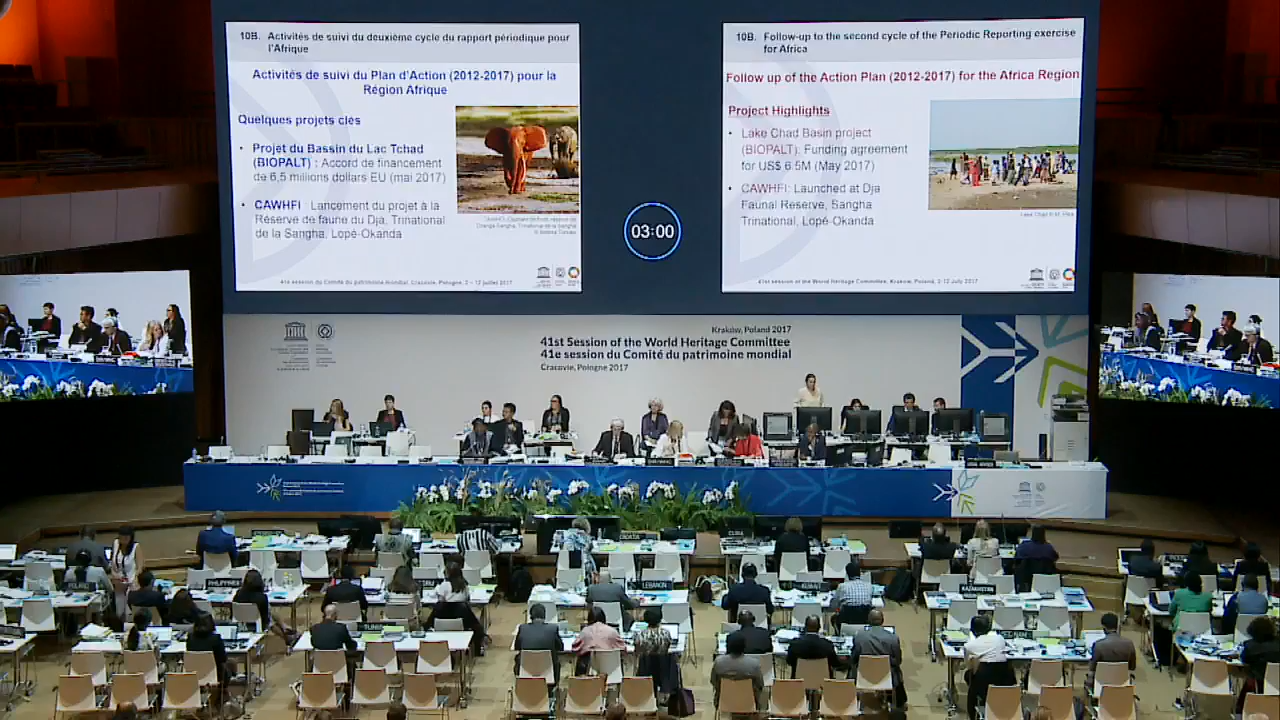 10B. Activités de suivi du deuxième cycle du rapport périodique pour
l'Afrique
Activités de suivi du Plan d'Action (2012-2017) pour la
Région Afrique
Quelques projets clés
• Projet du Bassin du Lac Tchad
(BIOPALT) : Accord de financement
de 6,5 millions dollars EU (mai 2017)
• CAWHFI Lancement du projet à la
Réserve de faune du Dja, Trinational
de la Sangha, Lopé-Okanda
41e session du Comité du patrimoine mondial, Cracovie, Pologne, 2 – 12 juillet 2017
03:00
10B. Follow-up to the second cycle of the Periodic Reporting exercise
for Africa
Follow up of the Action Plan (2012-2017) for the Africa Region
Project Highlights
• Lake Chad Basin project
(BIOPALT): Funding agreement
for US$ 6.5M (May 2017)
• CAWHFI: Launched at Dja
Faunal Reserve, Sangha
Trinational, Lopé-Okanda
41st session of the World Heritage Committee, Krakow, Poland, 2-12 July 2017
Kraków, Poland 2017
41st Session of the World Heritage Committee
41e session du Comité du patrimoine mondial
Cracovie, Pologne 2017
CROATIA
CUBA
PHILIPPINES
PERU
LEBANON
KUWAIT
KAZAKHSTAN